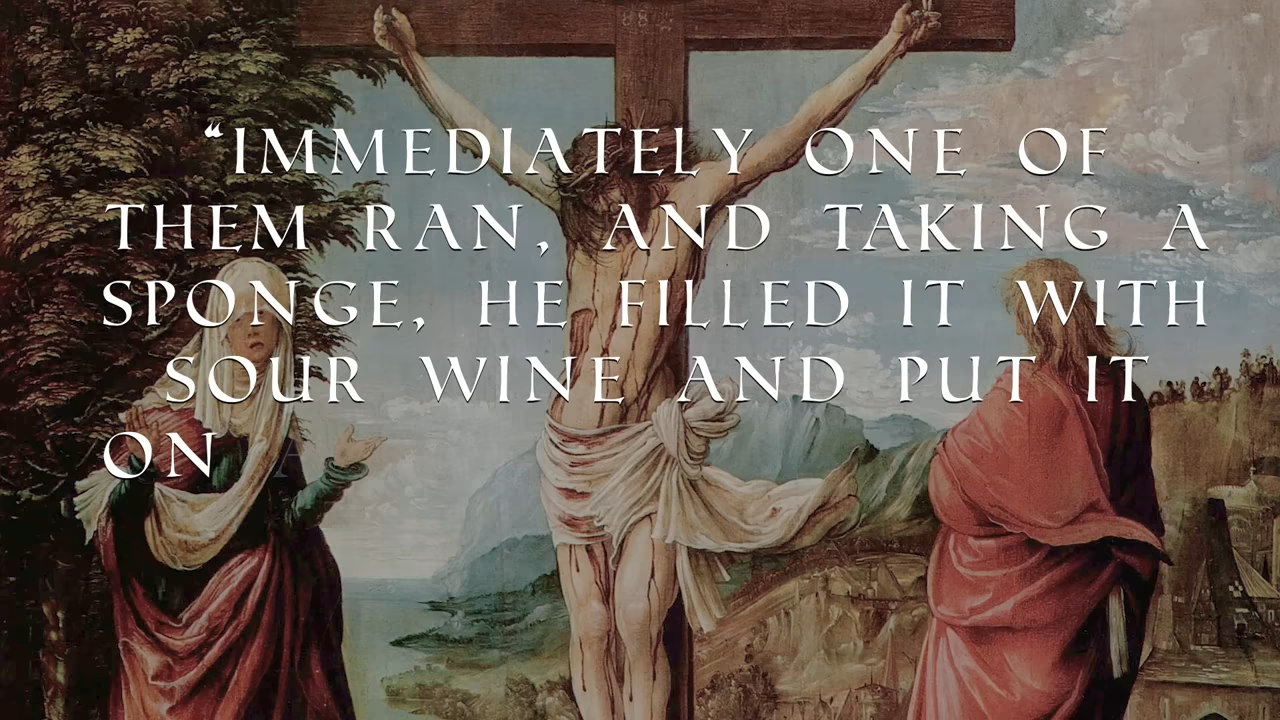 “IMMEDIATELY ONE OF
THEM RAN, AND TAKING A
SPONGE, HE FILLED IT WITH
SOUR WINE AND PUT IT
ON